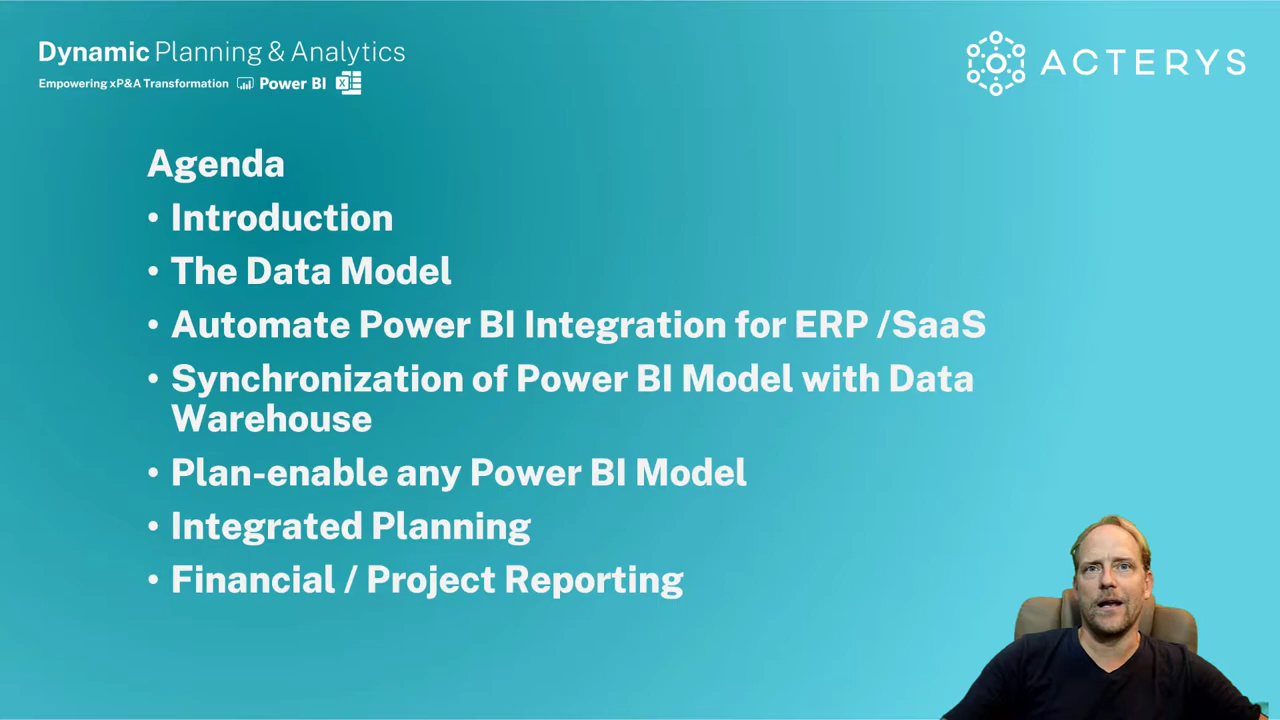 Dynamic Planning & Analytics
Empowering xP&A Transformation Power BI
ACTERYS
Agenda
• Introduction
• The Data Model
• Automate Power BI Integration for ERP /SaaS
• Synchronization of Power BI Model with Data
Warehouse
• Plan-enable any Power BI Model
• Integrated Planning
• Financial / Project Reporting